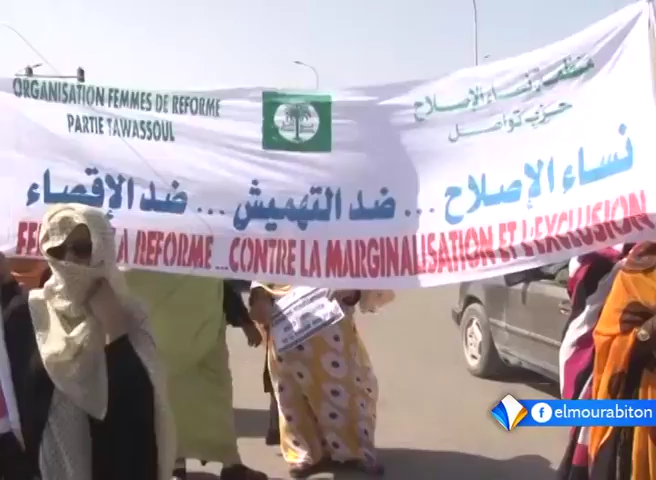 ORGANISATION FEMMES DE REFORME
PARTIE TAWASSOUL
منظمة نساء الإصلاح
حزب تواصل
نساء الإصلاح... ضد التهميش... ضد الإقصاء
LA REFORME...CONTRE LA MARGINALISATION ET L'EXCLUSION
elmourabiton